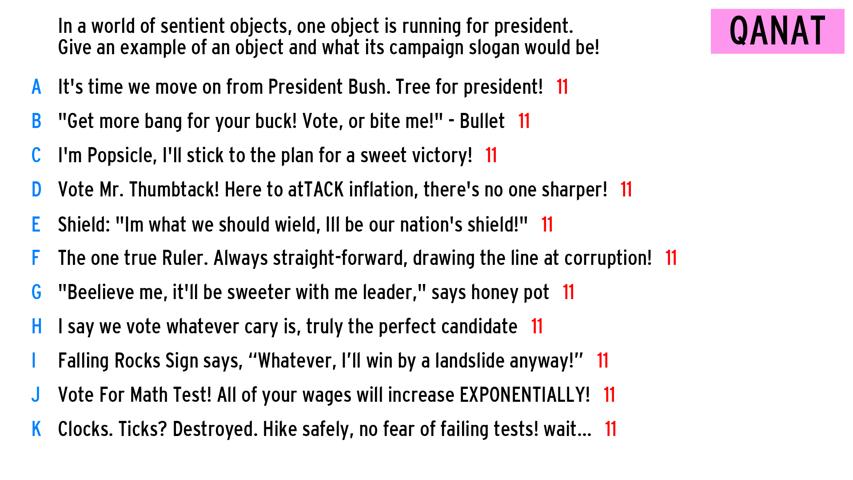 In a world of sentient objects, one object is running for president.
Give an example of an object and what its campaign slogan would be!
QANAT
A It's time we move on from President Bush. Tree for president! 11
B "Get more bang for your buck! Vote, or bite me!" - Bullet 11
C I'm Popsicle, I'll stick to the plan for a sweet victory! 11
D Vote Mr. Thumbtack! Here to atTACK inflation, there's no one sharper! 11
E Shield: "Im what we should wield, Ill be our nation's shield!" 11
F The one true Ruler. Always straight-forward, drawing the line at corruption! 11
G "Beelieve me, it'll be sweeter with me leader," says honey pot 11
H I say we vote whatever cary is, truly the perfect candidate 11
I Falling Rocks Sign says, “Whatever, I’ll win by a landslide anyway!” 11
J Vote For Math Test! All of your wages will increase EXPONENTIALLY! 11
K Clocks. Ticks? Destroyed. Hike safely, no fear of failing tests! wait... 11